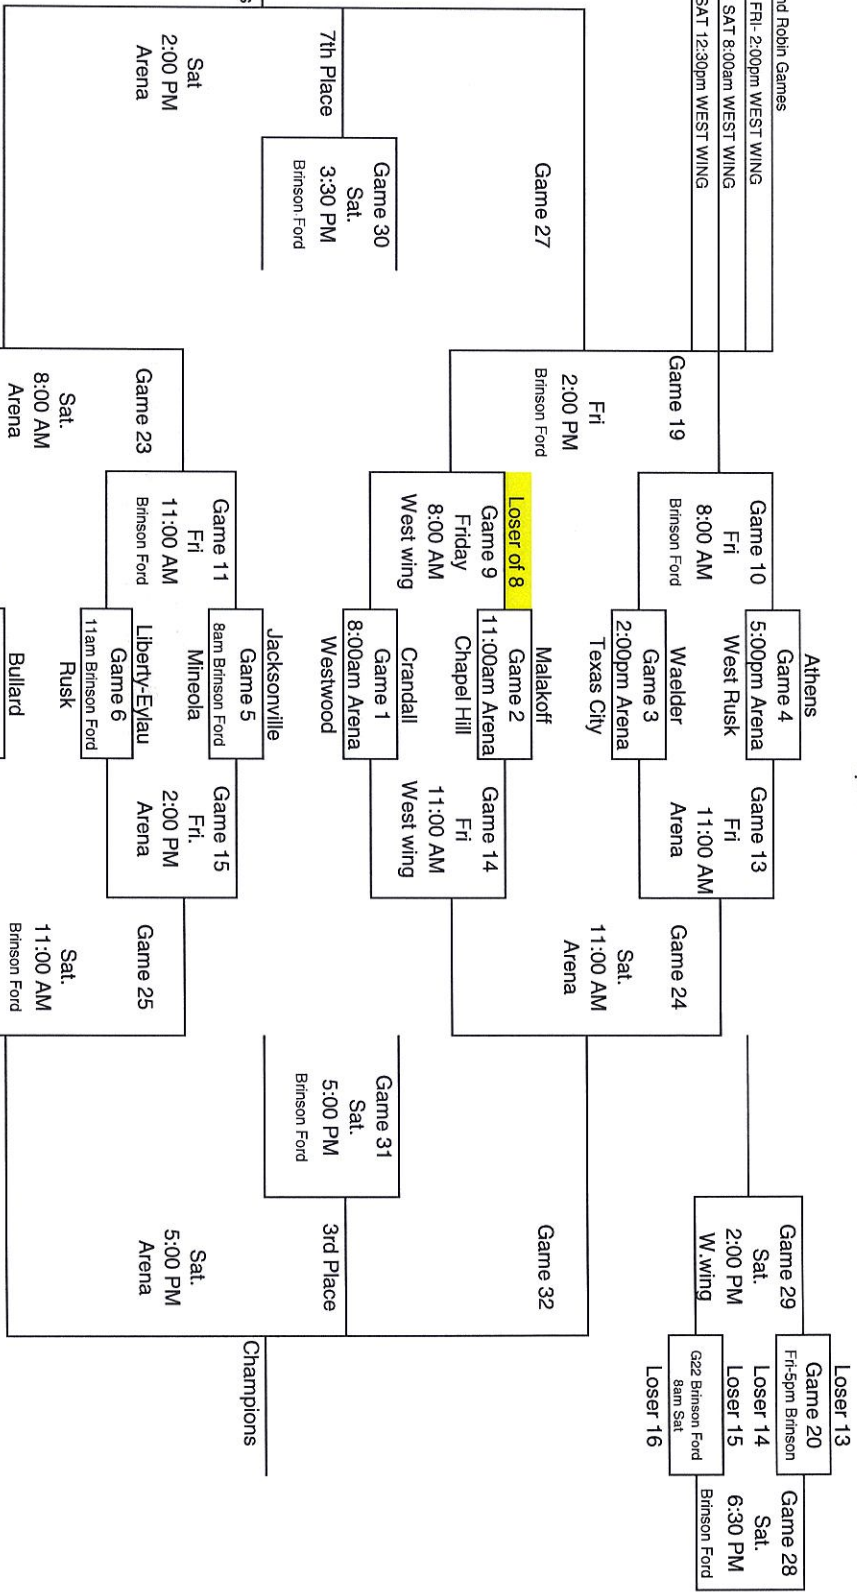 nd Robin Games
FRI- 2:00pm WEST WING
SAT 8:00am WEST WING
SAT 12:30pm WEST WING
Game 27
7th Place
Sat
2:00 PM
Arena
Game 30
Sat.
3:30 PM
Brinson Ford
Game 19
Fri
2:00 PM
Brinson Ford
Game 23
Sat.
8:00 AM
Arena
Game 10
Fri
8:00 AM
Brinson Ford
Loser of 8
Game 9
Friday
8:00 AM
West wing
Game 11
Fri
11:00 AM
Brinson Ford
Athens
Game 4
5:00pm Arena
West Rusk
Waelder
Game 3
2:00pm Arena
Texas City
Malakoff
Game 2
11:00am Arena
Chapel Hill
Crandall
Game 1
8:00am Arena
Westwood
Jacksonville
Game 5
8am Brinson Ford
Mineola
Liberty-Eylau
Game 6
11am Brinson Ford
Rusk
Bullard
Game 13
Fri
11:00 AM
Arena
Game 14
Fri
11:00 AM
West wing
Game 15
Fri.
2:00 PM
Arena
Game 24
Sat.
11:00 AM
Arena
Game 25
Sat.
11:00 AM
Brinson Ford
Game 31
Sat.
5:00 PM
Brinson Ford
Game 32
3rd Place
Sat.
5:00 PM
Arena
Champions
Game 29
Sat.
2:00 PM
W.wing
Loser 13
Game 20
Fri-5pm Brinson
Loser 14
Loser 15
G22 Brinson Ford
8am Sat
Loser 16
Game 28
Sat.
6:30 PM
Brinson Ford